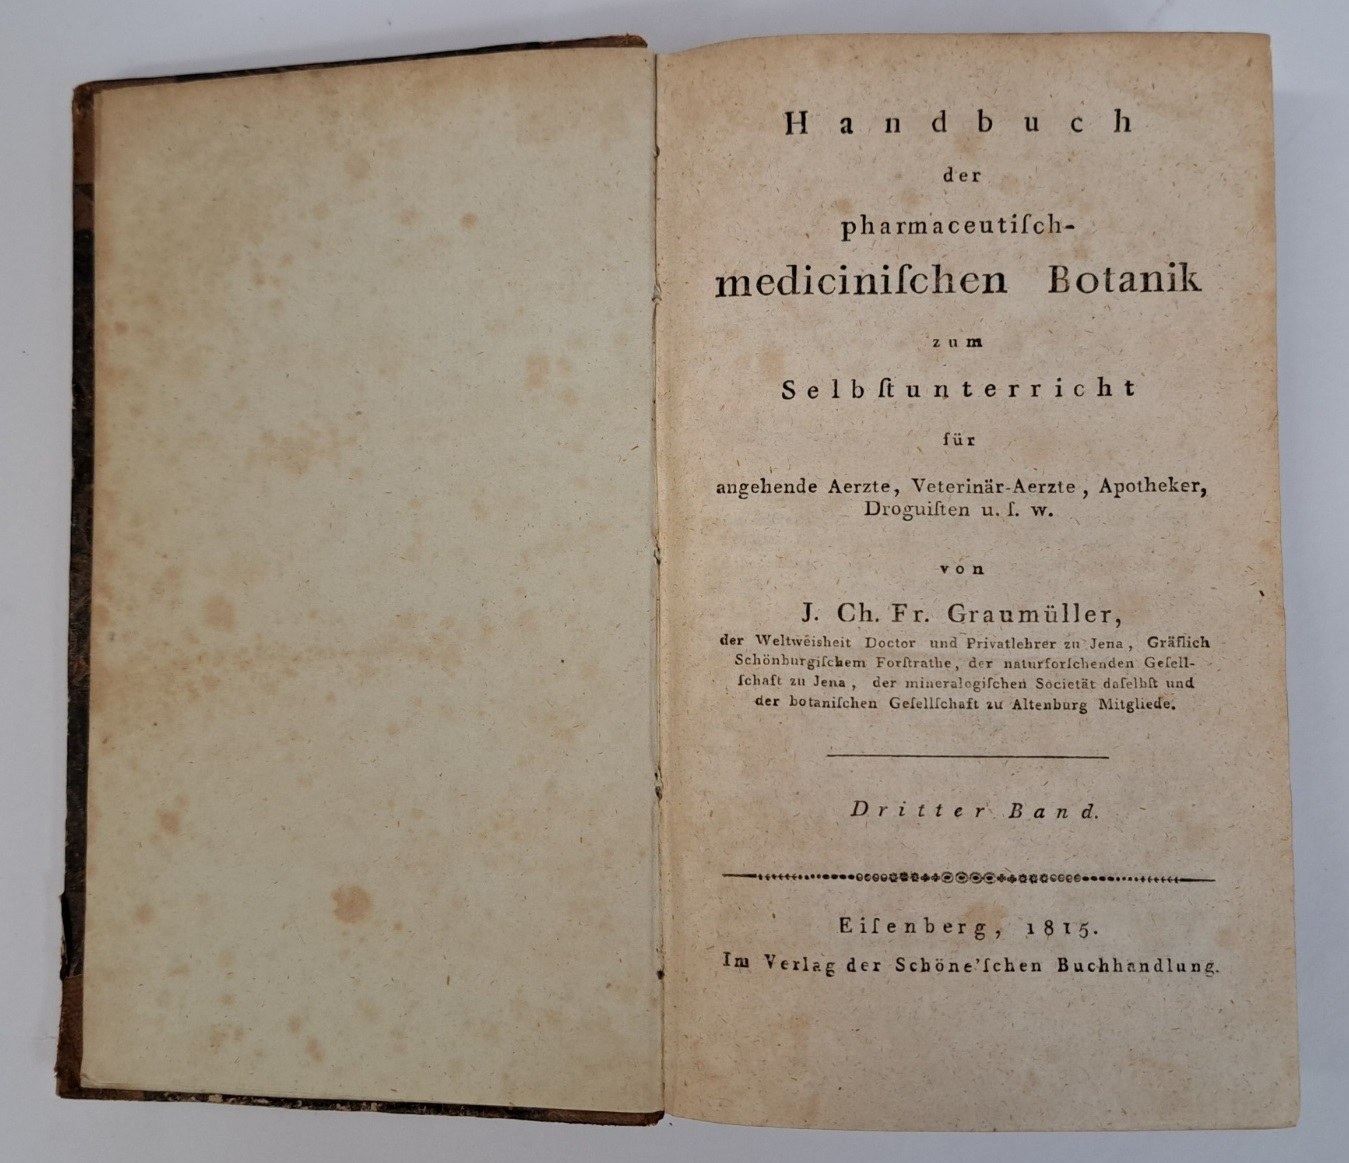 Handbuch
der
pharmaceutiſch-
mediciniſchen Botanik
zum
Selbſtunterricht
für
angehende Aerzte, Veterinär-Aerzte, Apotheker,
Droguiſten u. ſ. w.
von
J. Ch. Fr. Graumüller,
der Weltweisheit Doctor und Privatlehrer zu Jena, Gräflich
Schönburgiſchem Forſtrathe, der naturforſchenden Geſell-
ſchaft zu Jena, der mineralogiſchen Societät daſelbſt und
der botaniſchen Geſellſchaft zu Altenburg Mitgliede.
Dritter Band.
Eiſenberg, 1815.
Im Verlag der Schöne'ſchen Buchhandlung.